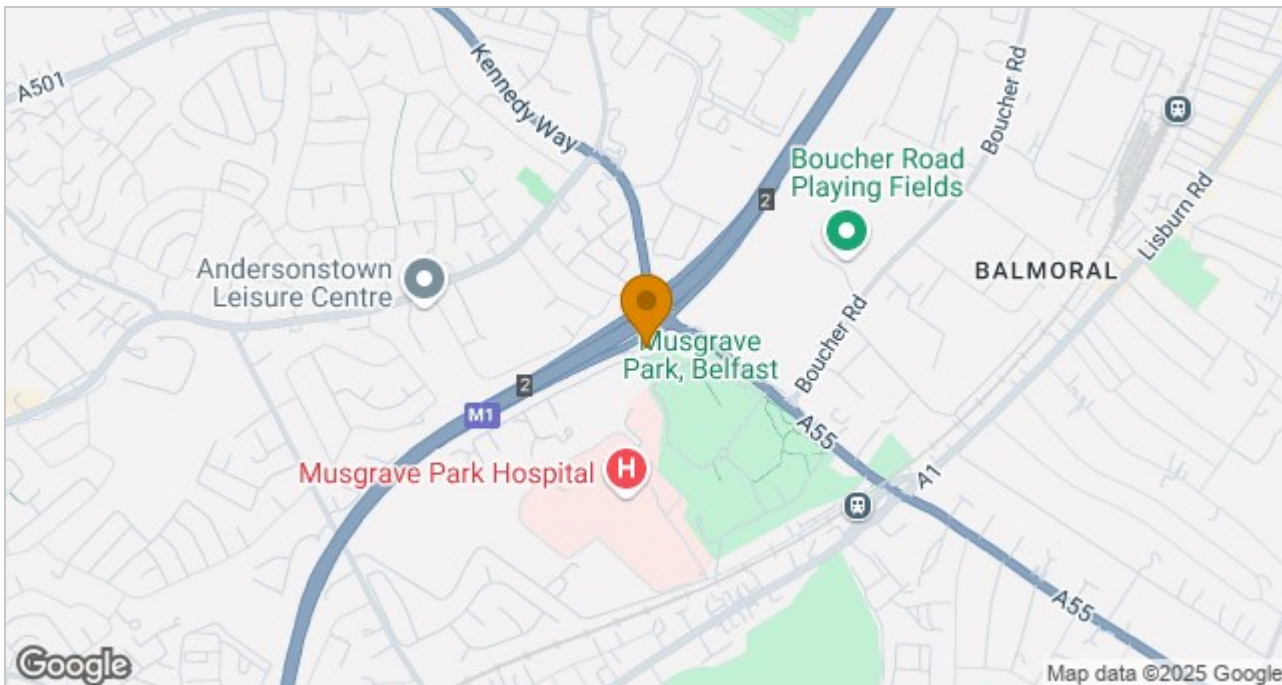 A501
Kennedy Way
Boucher Rd
Boucher Road
Playing Fields
2
Lisburn Rd
BALMORAL
Andersonstown
Leisure Centre
Boucher Rd
Musgrave
Park, Belfast
2
M1
A55
Musgrave Park Hospital
H
A1
A55
Google
Map data ©2025 Google